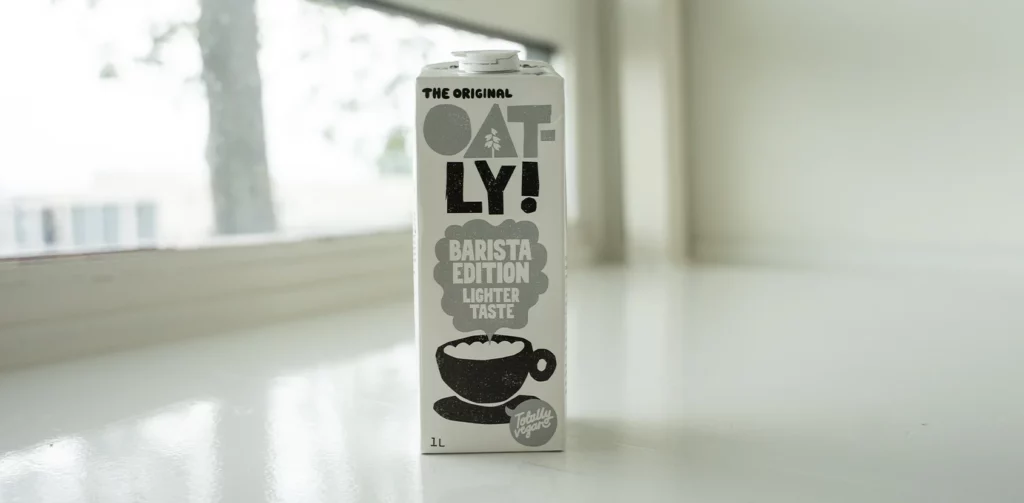 THE ORIGINAL
OAT-
LY!
BARISTA
EDITION
LIGHTER
TASTE
Totally
vegan
1L